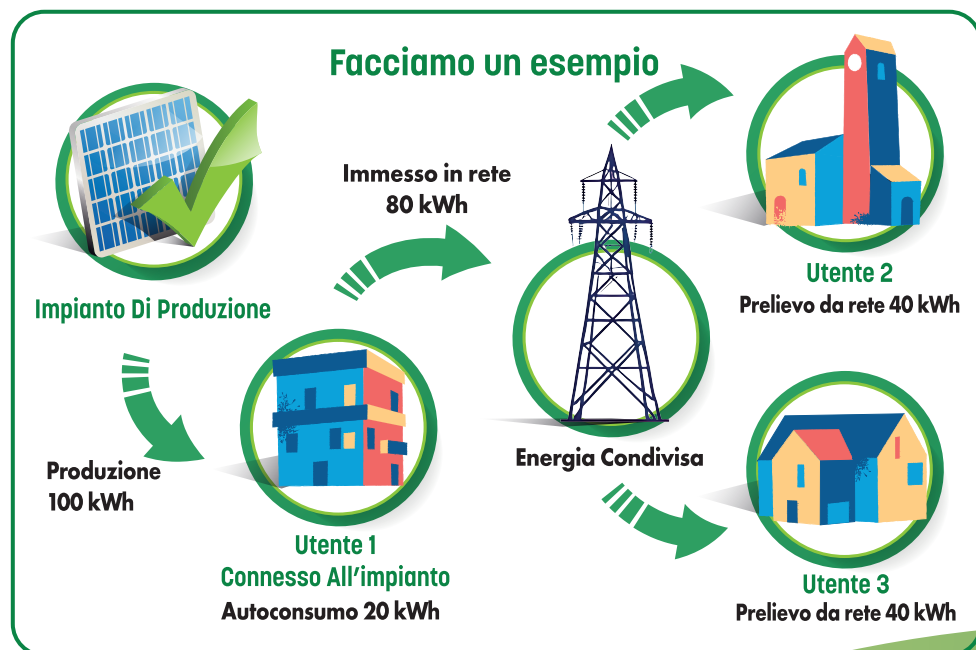 Facciamo un esempio
Impianto Di Produzione
Produzione
100 kWh
Utente 1
Connesso All'impianto
Autoconsumo 20 kWh
Immesso in rete
80 kWh
Energia Condivisa
Utente 2
Prelievo da rete 40 kWh
Utente 3
Prelievo da rete 40 kWh